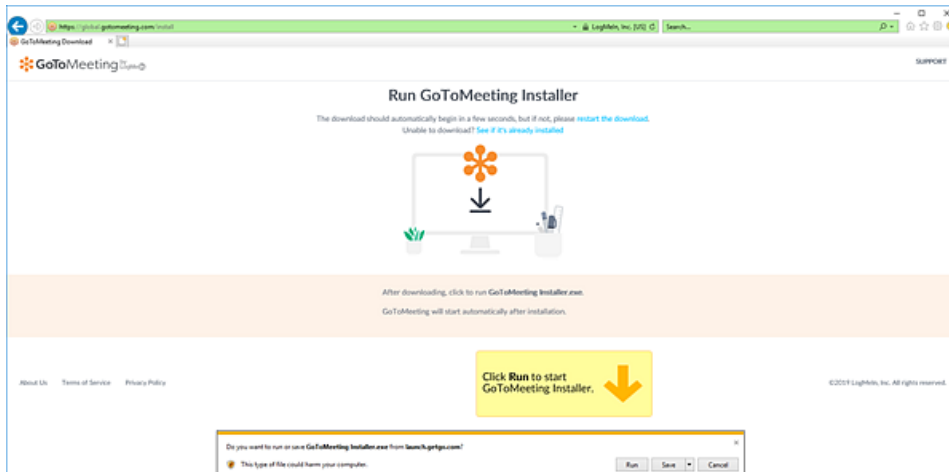 https://global.gotomeeting.com/install
LogMeIn, Inc. [US]
Search...
GoToMeeting Download
GoToMeeting by LogMeIn
SUPPORT
Run GoToMeeting Installer
The download should automatically begin in a few seconds, but if not, please restart the download.
Unable to download? See if it's already installed
After downloading, click to run GoToMeeting Installer.exe.
GoToMeeting will start automatically after installation.
Click Run to start
GoToMeeting Installer.
About Us Terms of Service Privacy Policy
©2019 LogMeIn, Inc. All rights reserved.
Do you want to run or save GoToMeeting Installer.exe from launch.getgo.com?
This type of file could harm your computer.
Run Save Cancel